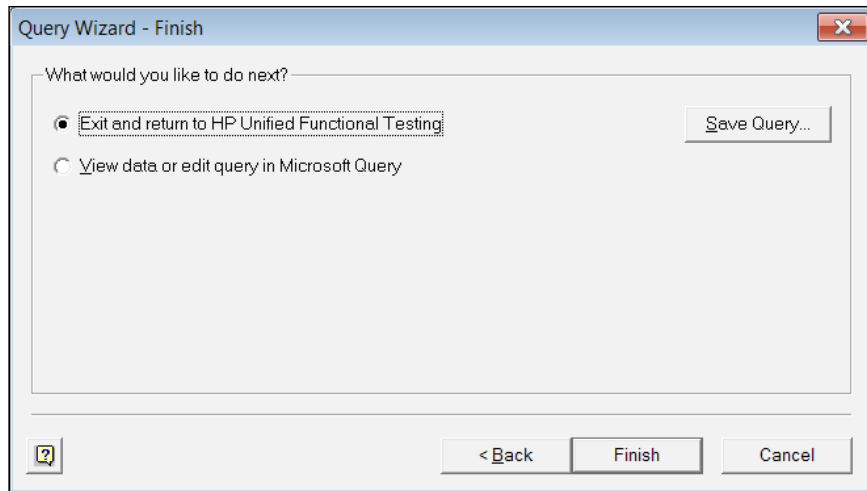 Query Wizard - Finish
What would you like to do next?
Exit and return to HP Unified Functional Testing
Save Query...
View data or edit query in Microsoft Query
< Back
Finish
Cancel